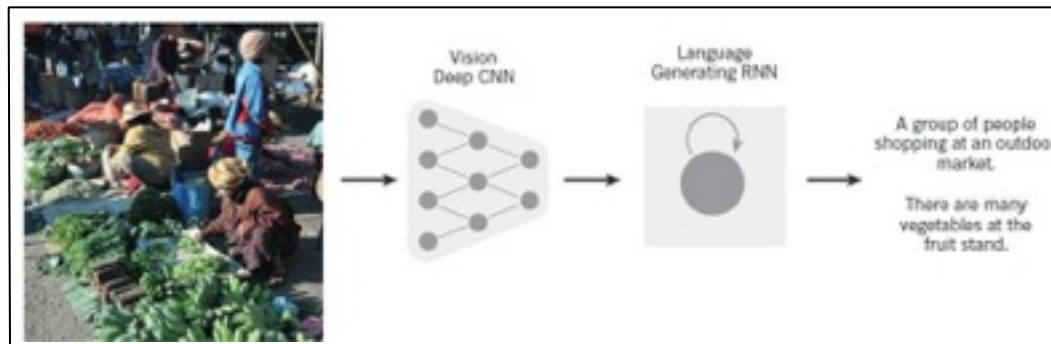 Vision
Deep CNN
Language
Generating RNN
A group of people
shopping at an outdoo
market.
There are many
vegetables at the
fruit stand.